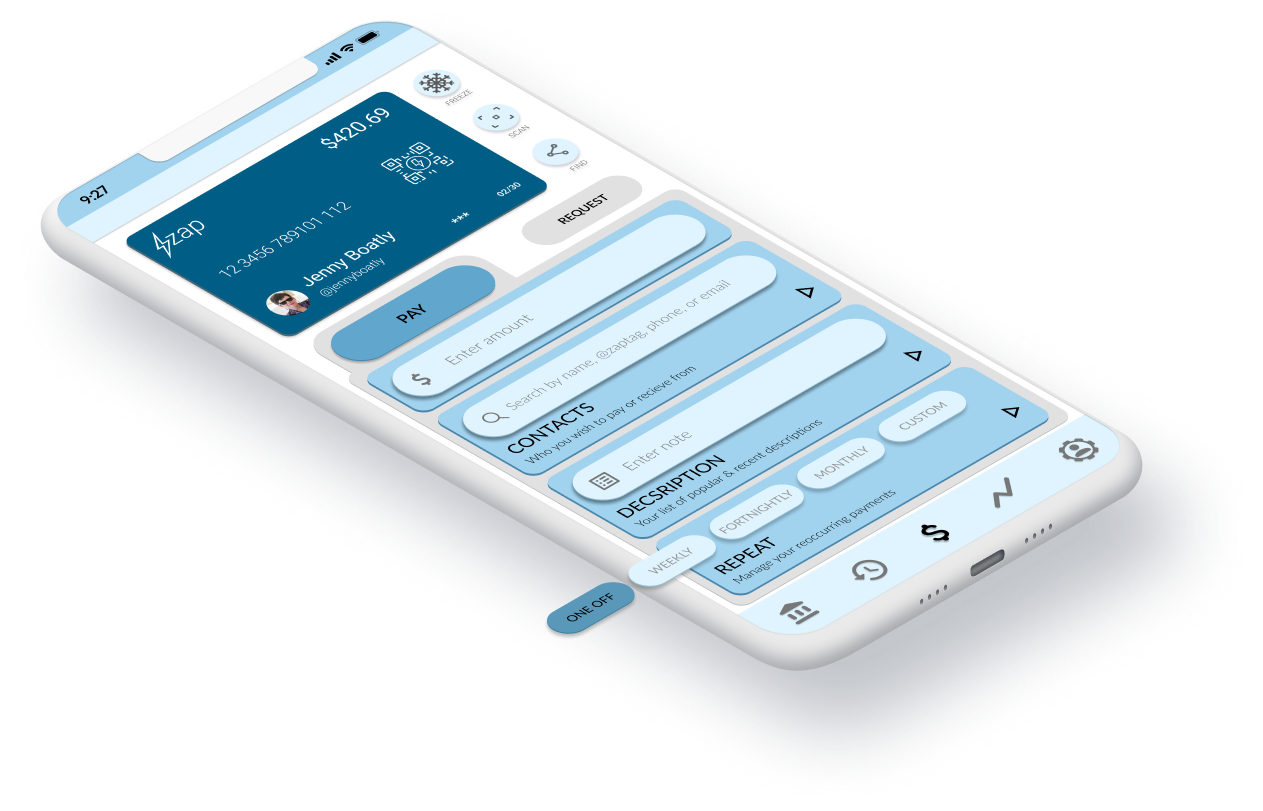 9:27
$420.69
zap
12 3456 789101 112
***
02/30
Jenny Boatly
@jennyboatly
FREEZE
SCAN
FIND
PAY
REQUEST
$
Enter amount
Search by name, @zaptag, phone, or email
CONTACTS
Who you wish to pay or recieve from
Enter note
DECSRIPTION
Your list of popular & recent descriptions
ONE OFF
WEEKLY
FORTNIGHTLY
MONTHLY
CUSTOM
REPEAT
Manage your reoccurring payments
$